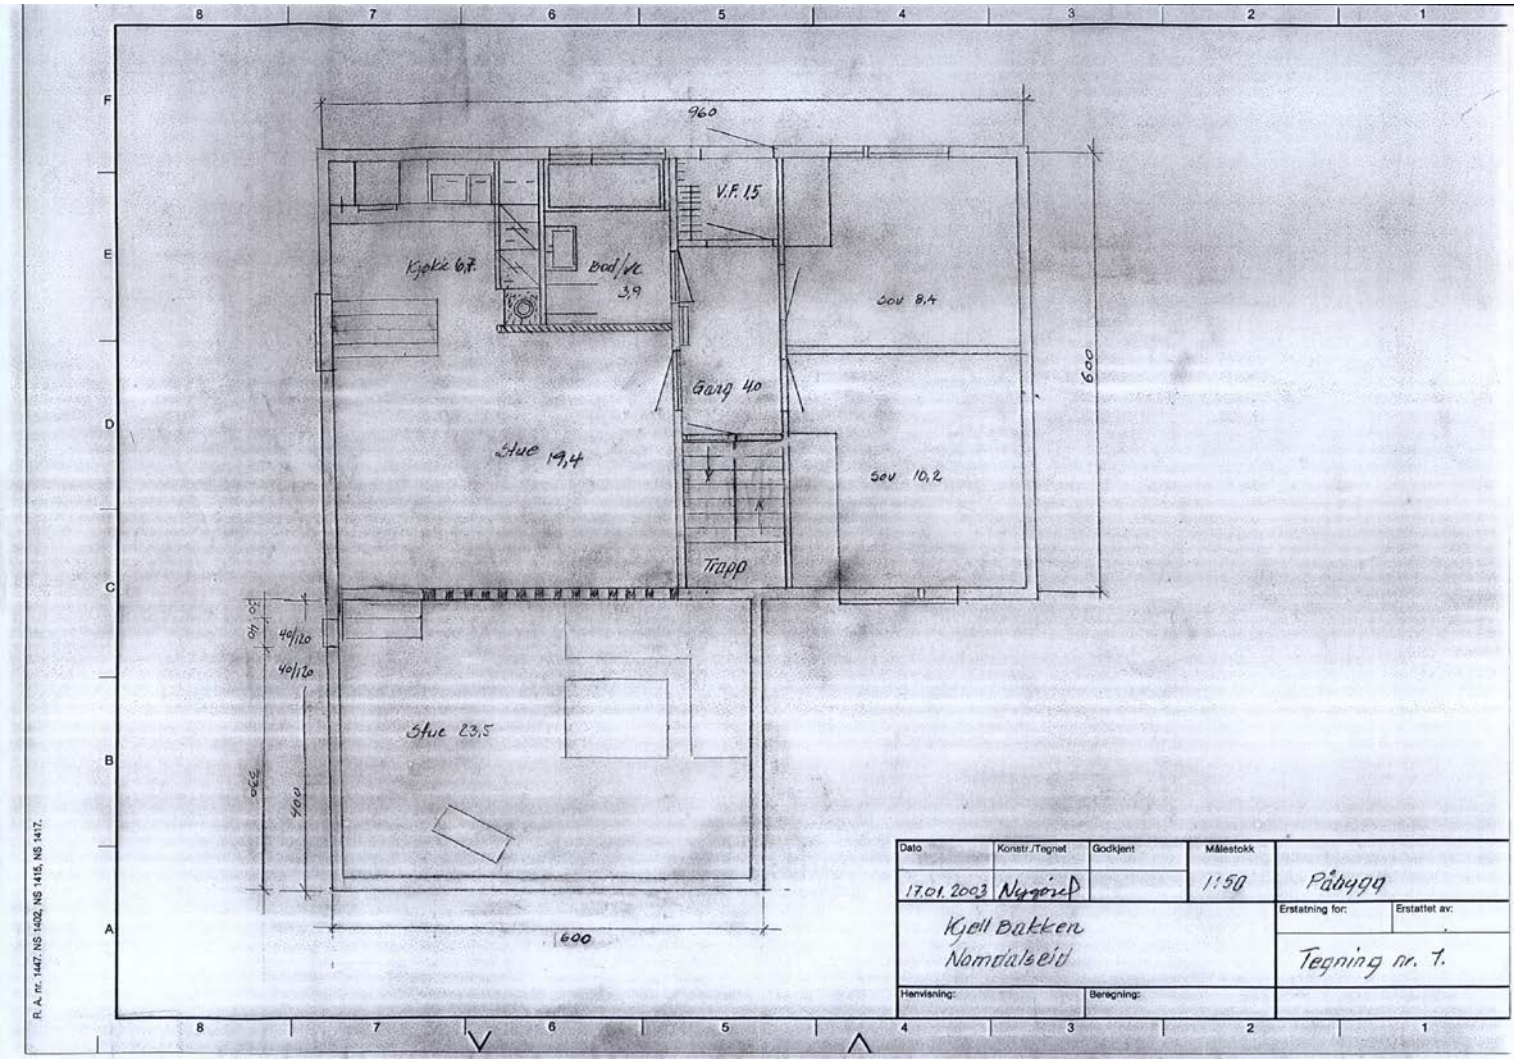 8 7 6 5 4 3 2 1
F
960
V.F. 1,5
E
Kjøkk 6,7
Bad/vc
3,9
Sov 8,4
600
Gang 4,0
D
Stue 19,4
Sov 10,2
Trapp
C
50
40
40/120
40/120
Stue 23,5
B
330
400
A
600
Dato Konstr./Tegnet Godkjent Målestokk
17.01.2003 Nygård 1:50 Påbygg
Erstatning for: Erstattet av:
Kjell Bakken
Namdalseid
Tegning nr. 1.
Henvisning: Beregning:
R. A. nr. 1447. NS 1402, NS 1415, NS 1417.
8 7 6 5 4 3 2 1